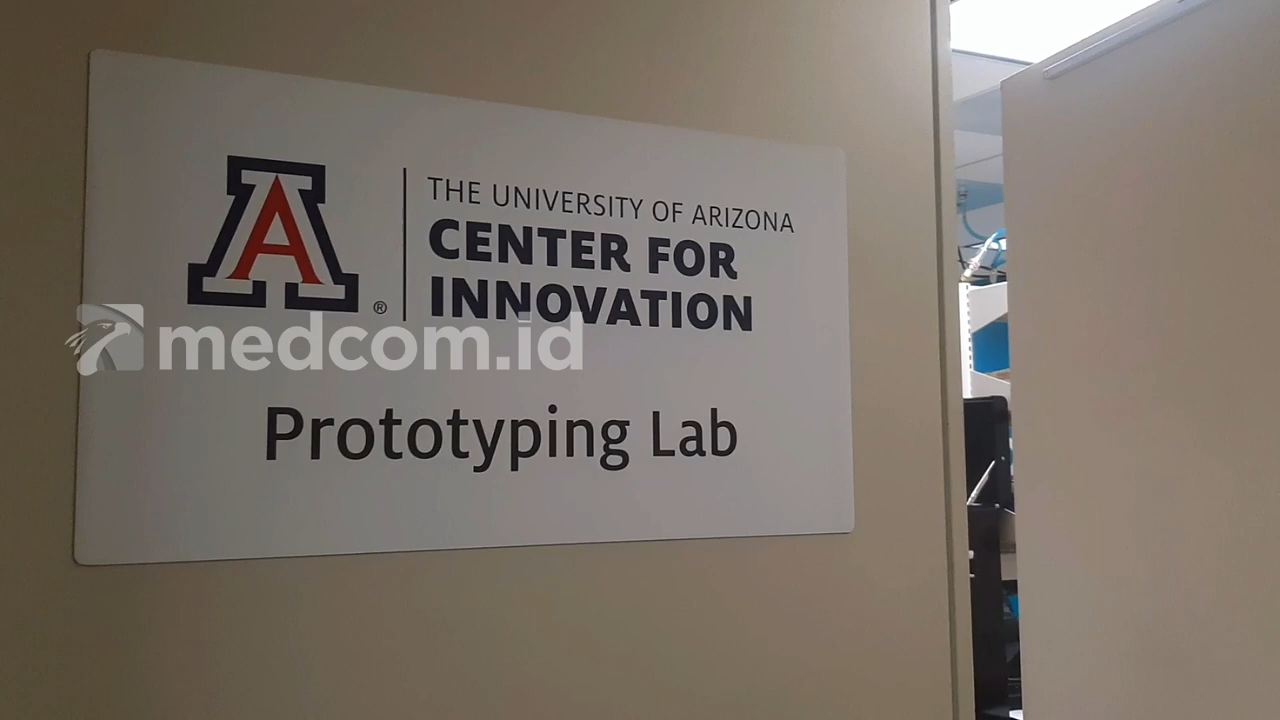 A ®
THE UNIVERSITY OF ARIZONA
CENTER FOR
INNOVATION
medcom.id
Prototyping Lab